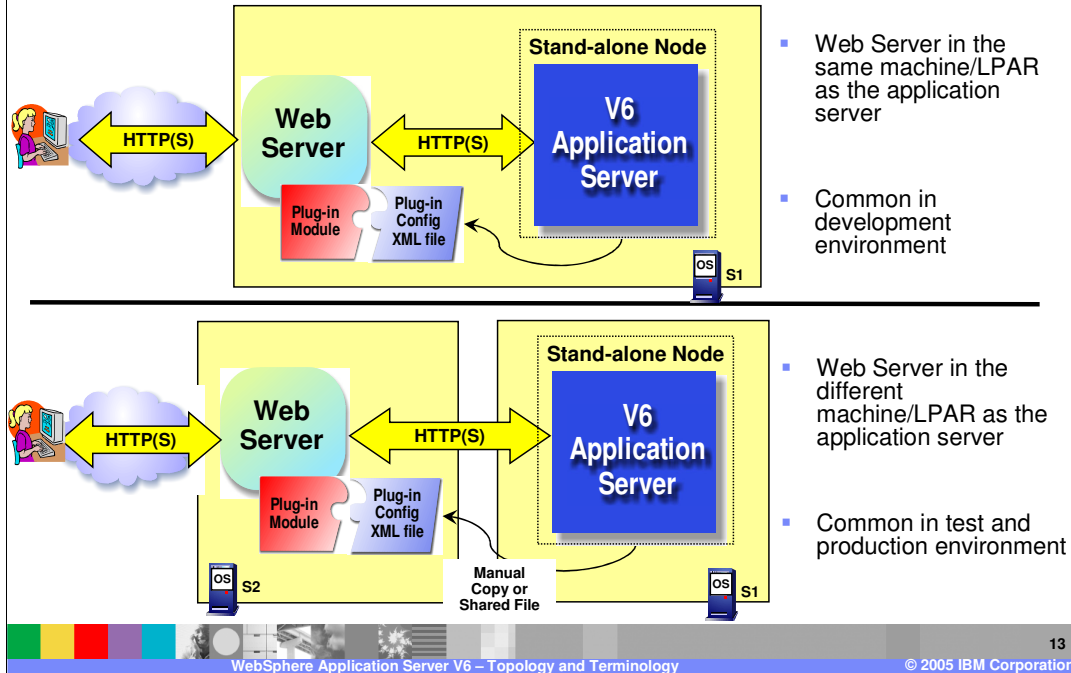 Stand-alone Node
Web
Server
V6
Application
Server
HTTP(S)
HTTP(S)
Plug-in
Module
Plug-in
Config
XML file
OS
S1
Web Server in the
same machine/LPAR
as the application
server
Common in
development
environment
Stand-alone Node
Web
Server
V6
Application
Server
HTTP(S)
HTTP(S)
Plug-in
Module
Plug-in
Config
XML file
Manual
Copy or
Shared File
OS
S2
OS
S1
Web Server in the
different
machine/LPAR as the
application server
Common in test and
production environment
13
WebSphere Application Server V6 – Topology and Terminology
© 2005 IBM Corporation